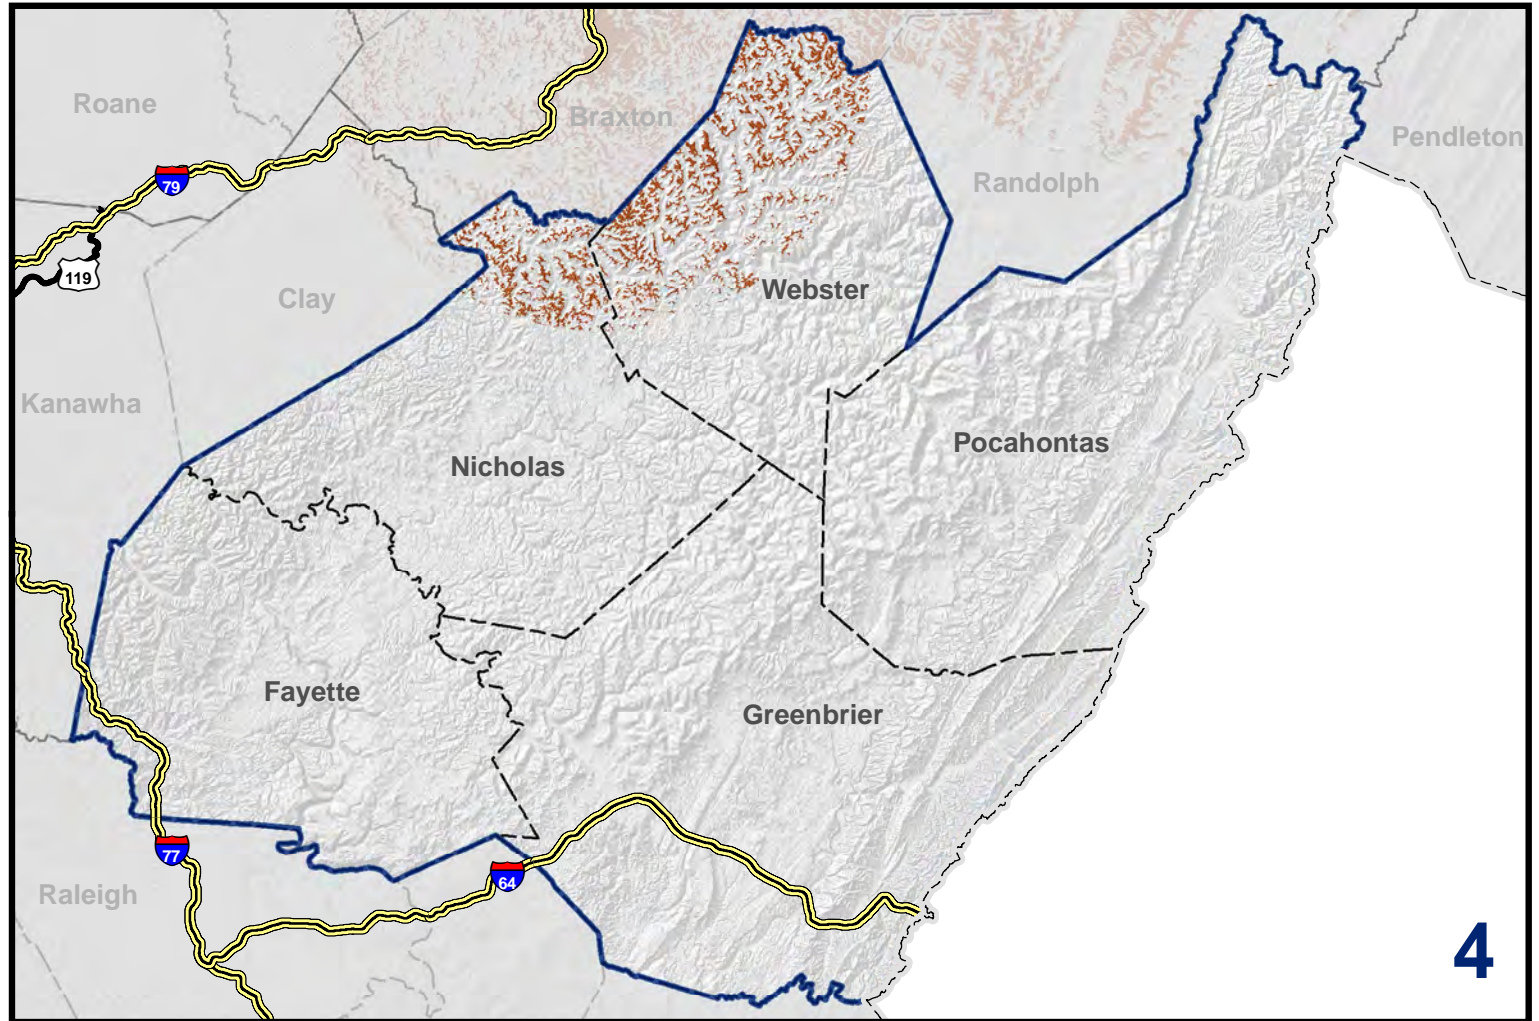 Roane
Braxton
Pendleton
79
Randolph
119
Clay
Webster
Kanawha
Pocahontas
Nicholas
Fayette
Greenbrier
77
64
Raleigh
4